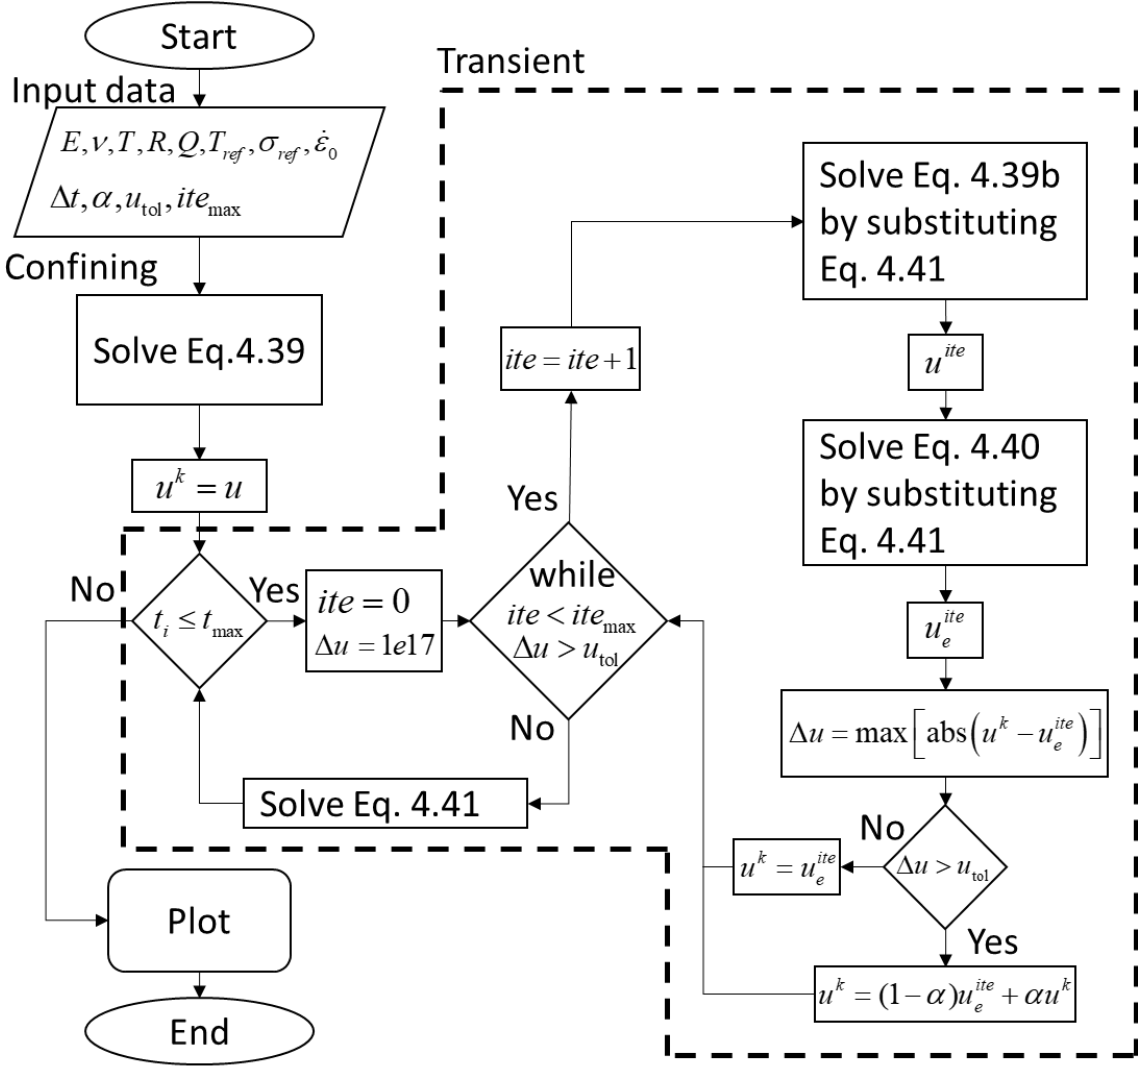 Start
Input data
E, ν, T, R, Q, T_ref, σ_ref, ε̇_0
Δt, α, u_tol, ite_max
Confining
Solve Eq.4.39
u^k = u
Transient
No
t_i ≤ t_max
Yes
ite = 0
Δu = 1e17
while
ite < ite_max
Δu > u_tol
Yes
ite = ite + 1
No
Solve Eq. 4.41
Solve Eq. 4.39b
by substituting
Eq. 4.41
u^ite
Solve Eq. 4.40
by substituting
Eq. 4.41
u_e^ite
Δu = max[abs(u^k − u_e^ite)]
Δu > u_tol
No
u^k = u_e^ite
Yes
u^k = (1−α)u_e^ite + αu^k
Plot
End